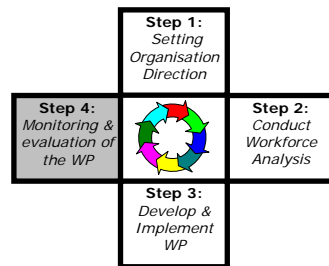 Step 1:
Setting
Organisation
Direction
Step 4:
Monitoring &
evaluation of
the WP
Step 2:
Conduct
Workforce
Analysis
Step 3:
Develop &
Implement
WP